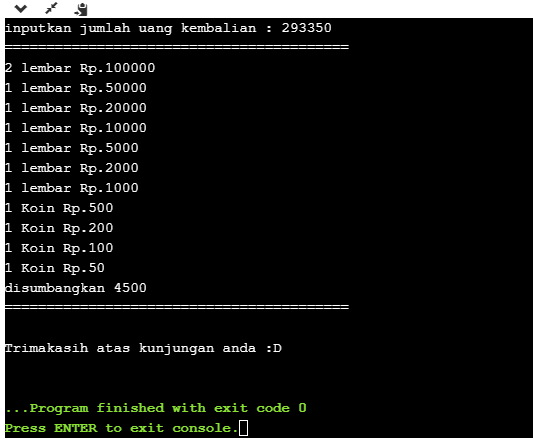 inputkan jumlah uang kembalian : 293350
=========================================
2 lembar Rp.100000
1 lembar Rp.50000
1 lembar Rp.20000
1 lembar Rp.10000
1 lembar Rp.5000
1 lembar Rp.2000
1 lembar Rp.1000
1 Koin Rp.500
1 Koin Rp.200
1 Koin Rp.100
1 Koin Rp.50
disumbangkan 4500
=========================================
Trimakasih atas kunjungan anda :D
...Program finished with exit code 0
Press ENTER to exit console.